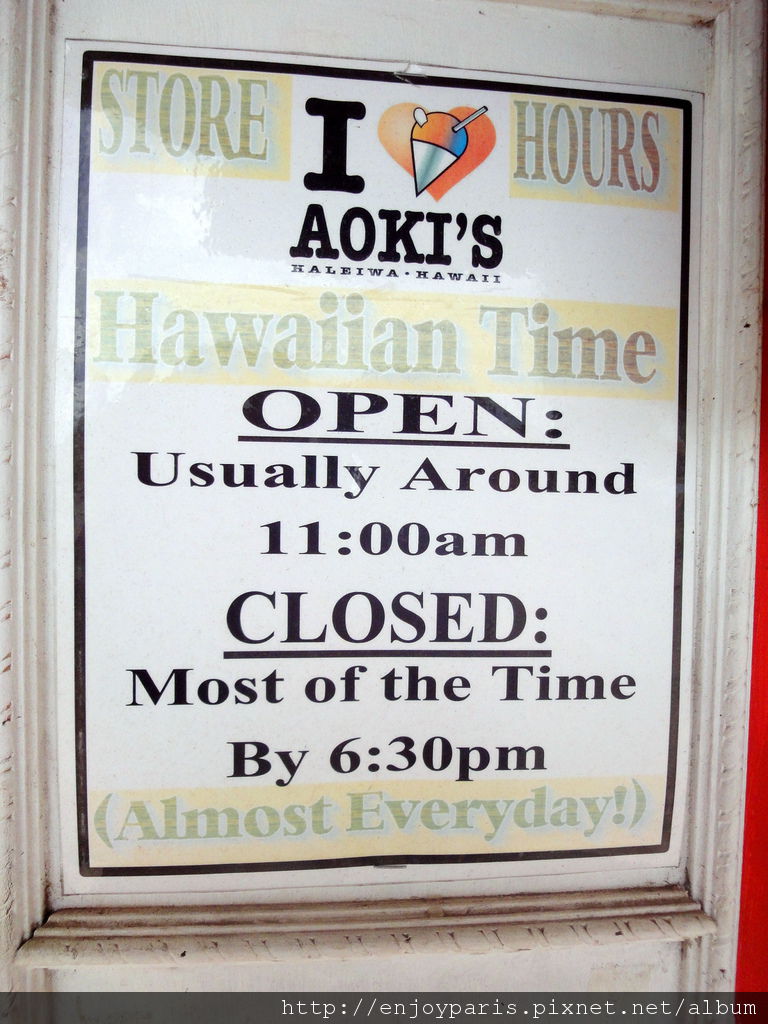 STORE I HOURS
AOKI'S
HALEIWA • HAWAII
Hawaiian Time
OPEN:
Usually Around
11:00am
CLOSED:
Most of the Time
By 6:30pm
(Almost Everyday!)
http://enjoyparis.pixnet.net/album